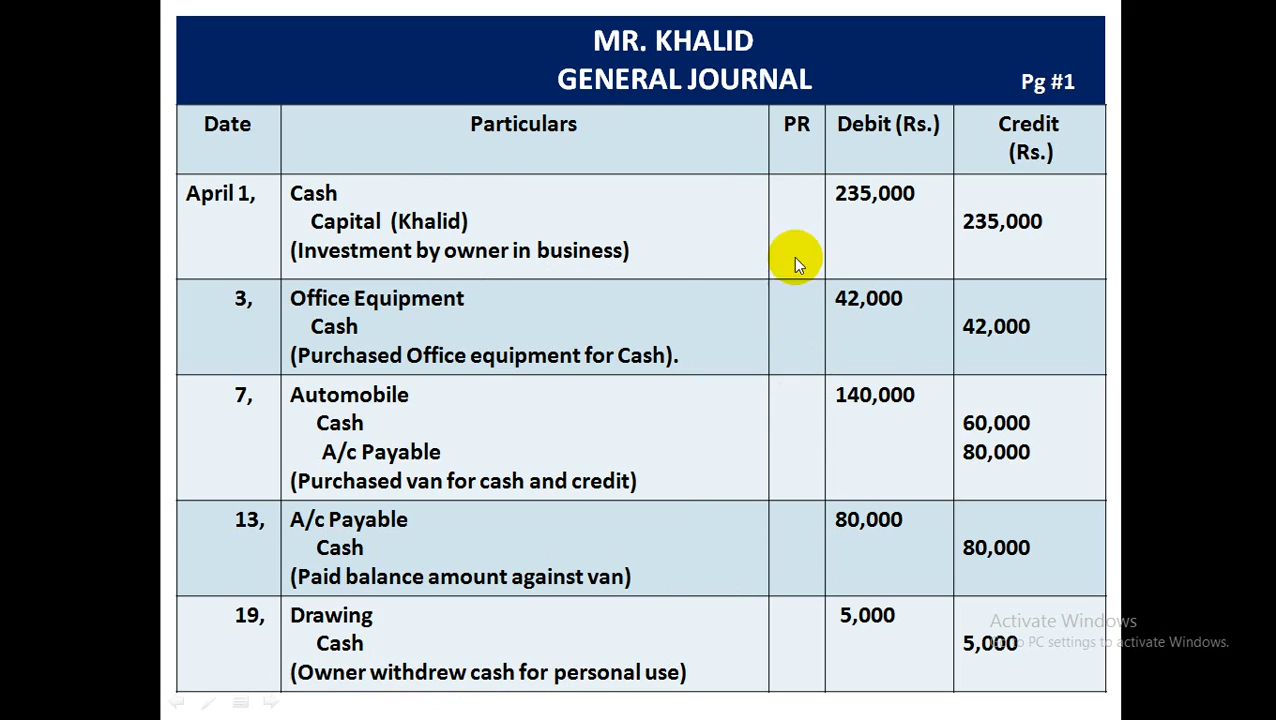 MR. KHALID
GENERAL JOURNAL Pg #1
Date Particulars PR Debit (Rs.) Credit
(Rs.)
April 1, Cash 235,000
Capital (Khalid) 235,000
(Investment by owner in business)
3, Office Equipment 42,000
Cash 42,000
(Purchased Office equipment for Cash).
7, Automobile 140,000
Cash 60,000
A/c Payable 80,000
(Purchased van for cash and credit)
13, A/c Payable 80,000
Cash 80,000
(Paid balance amount against van)
19, Drawing 5,000
Activate Windows
Cash 5,000
to PC settings to activate Windows.
(Owner withdrew cash for personal use)